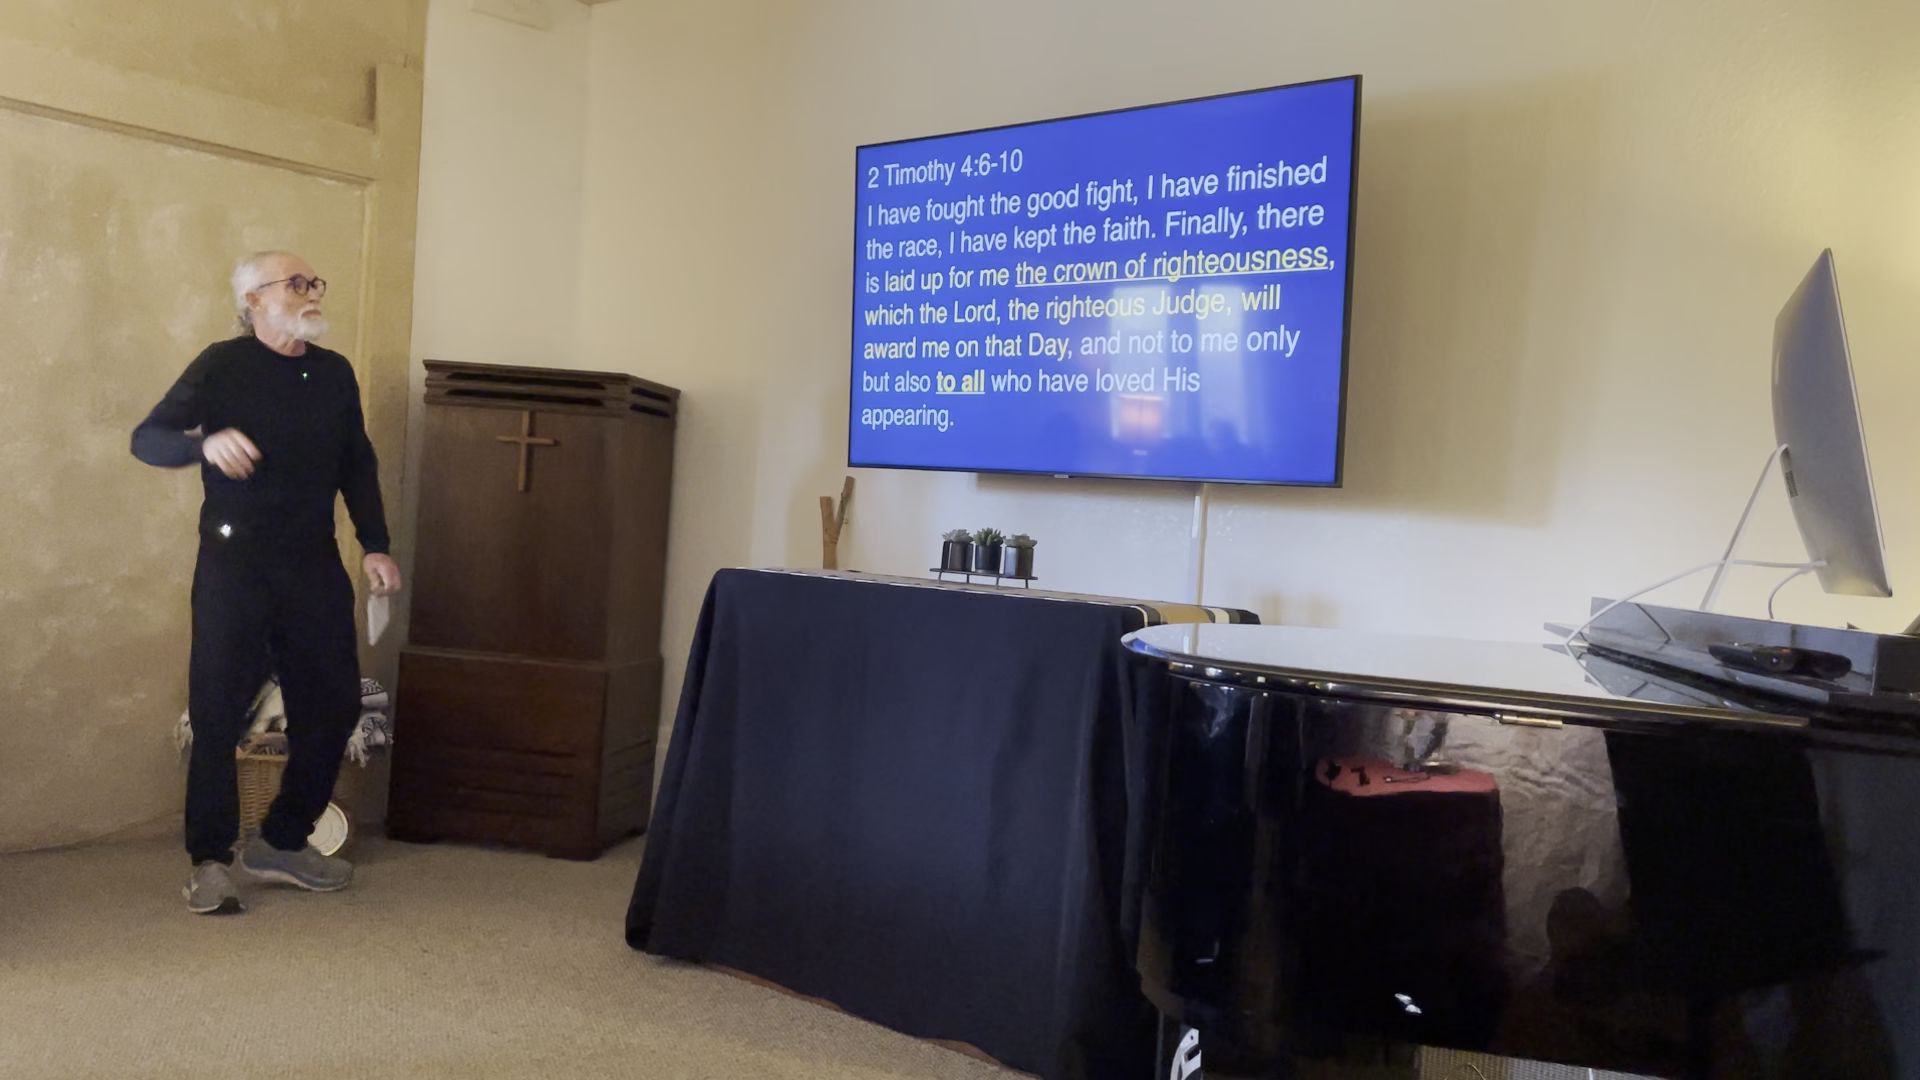 2 Timothy 4:6-10
I have fought the good fight, I have finished
the race, I have kept the faith. Finally, there
is laid up for me the crown of righteousness,
which the Lord, the righteous Judge, will
award me on that Day, and not to me only
but also to all who have loved His
appearing.